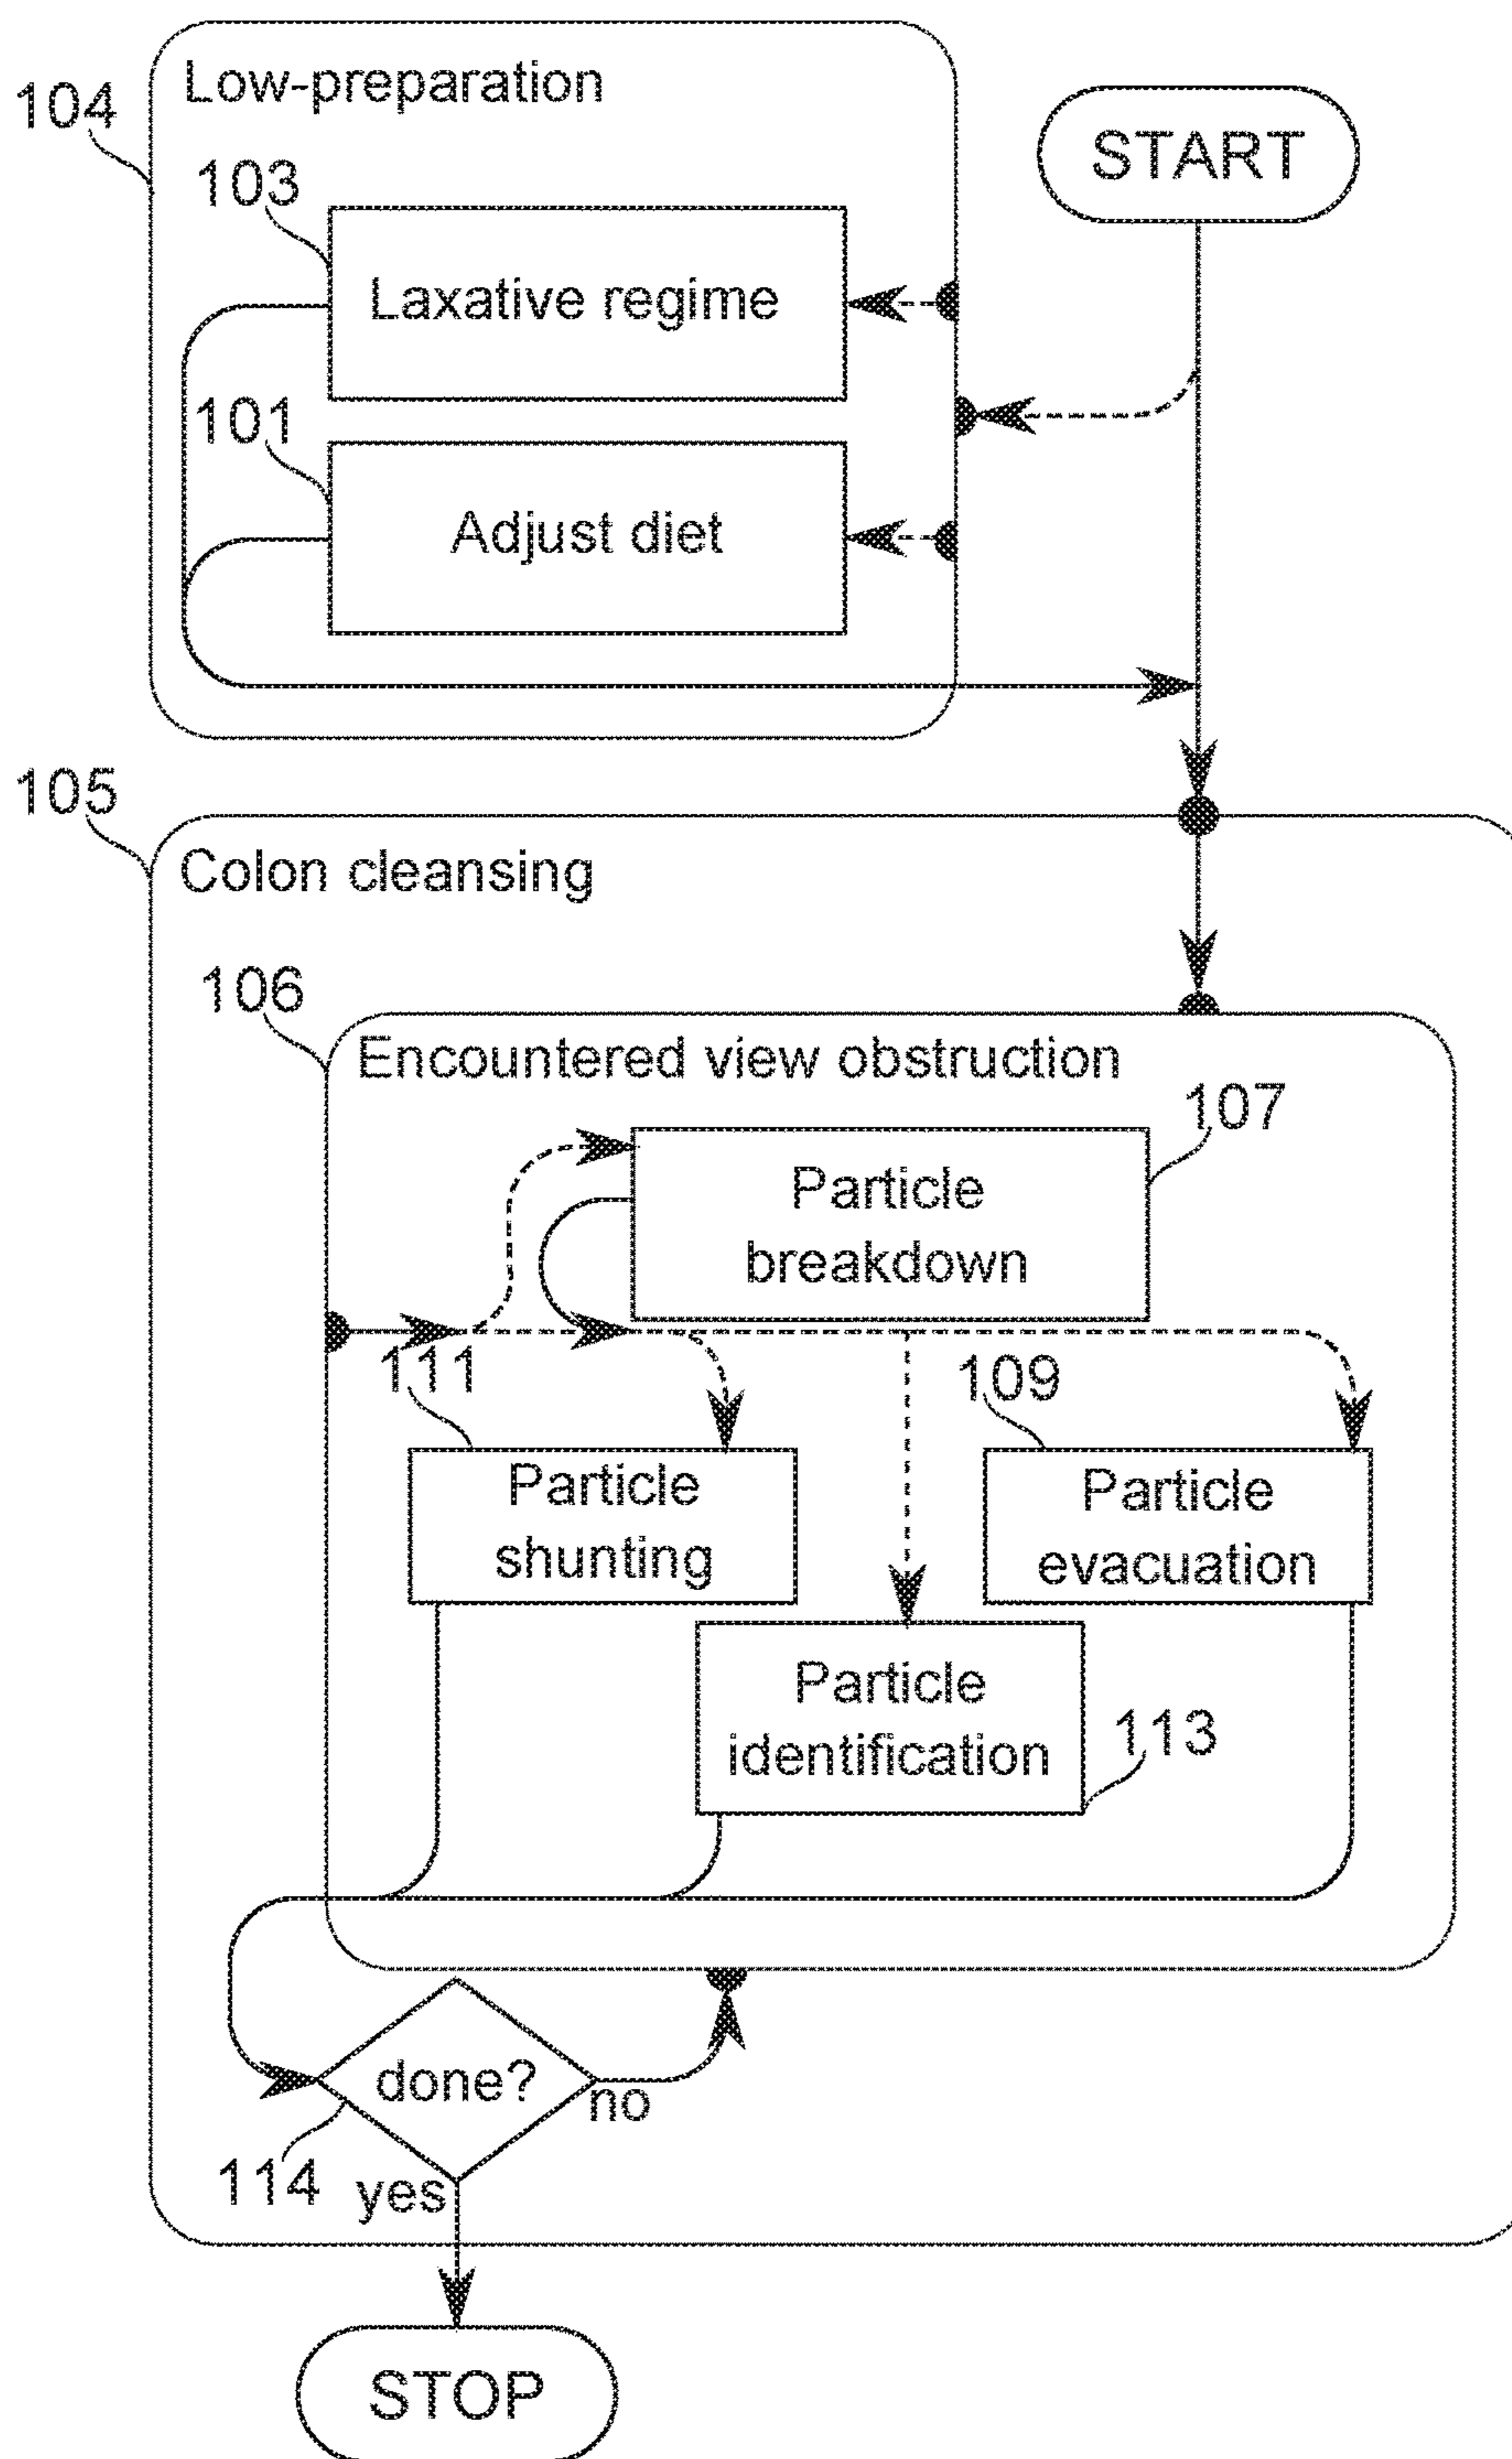 Low-preparation
104
START
103
Laxative regime
101
Adjust diet
105
Colon cleansing
106
Encountered view obstruction
107
Particle
breakdown
111
109
Particle
shunting
Particle
evacuation
Particle
identification
113
done?
no
114
yes
STOP